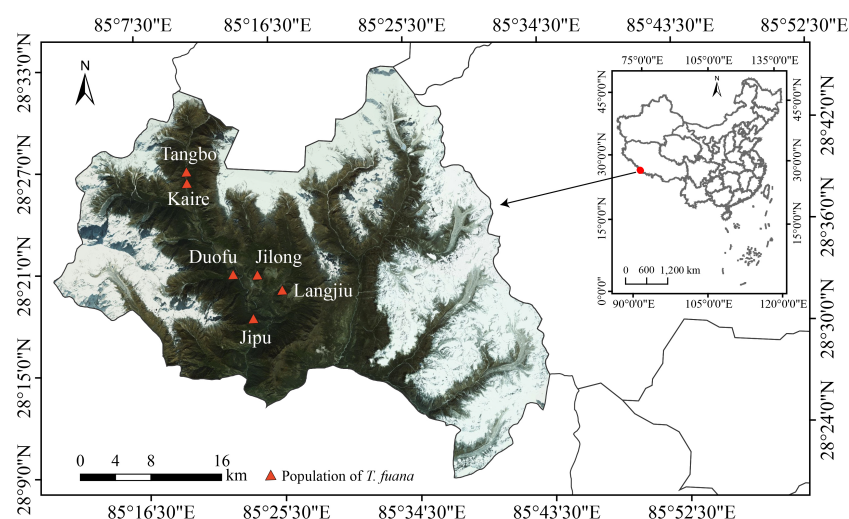 85°7'30"E 85°16'30"E 85°25'30"E 85°34'30"E 85°43'30"E 85°52'30"E
28°33'0"N
28°27'0"N
28°21'0"N
28°15'0"N
28°9'0"N
N
Tangbo
Kaire
Duofu Jilong
Langjiu
Jipu
75°0'0"E 105°0'0"E 135°0'0"E
N
45°0'0"N
30°0'0"N
15°0'0"N
0°0'0"
45°0'0"N
30°0'0"N
15°0'0"N
0 600 1,200 km
90°0'0"E 105°0'0"E 120°0'0"E
28°42'0"N
28°36'0"N
28°30'0"N
28°24'0"N
0 4 8 16
km
Population of T. fuana
85°16'30"E 85°25'30"E 85°34'30"E 85°43'30"E 85°52'30"E